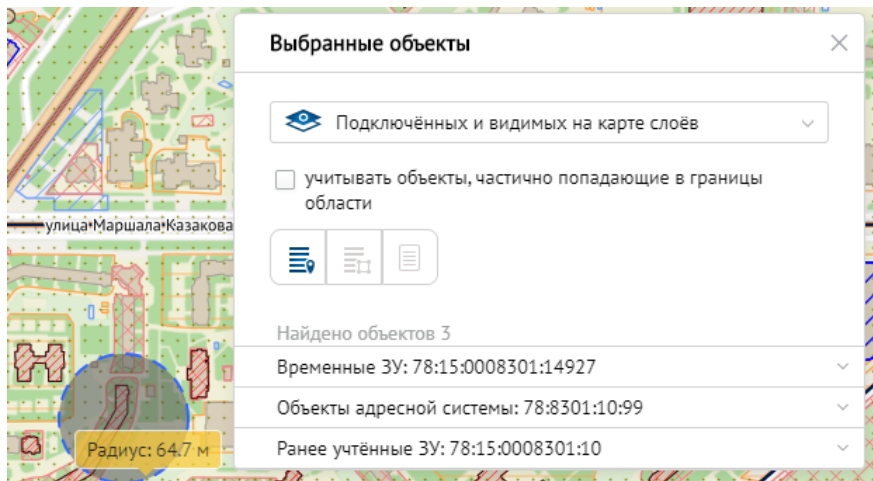 Выбранные объекты
Подключённых и видимых на карте слоёв
учитывать объекты, частично попадающие в границы
области
улица Маршала Казакова
Найдено объектов 3
Временные ЗУ: 78:15:0008301:14927
Объекты адресной системы: 78:8301:10:99
Ранее учтённые ЗУ: 78:15:0008301:10
Радиус: 64.7 м